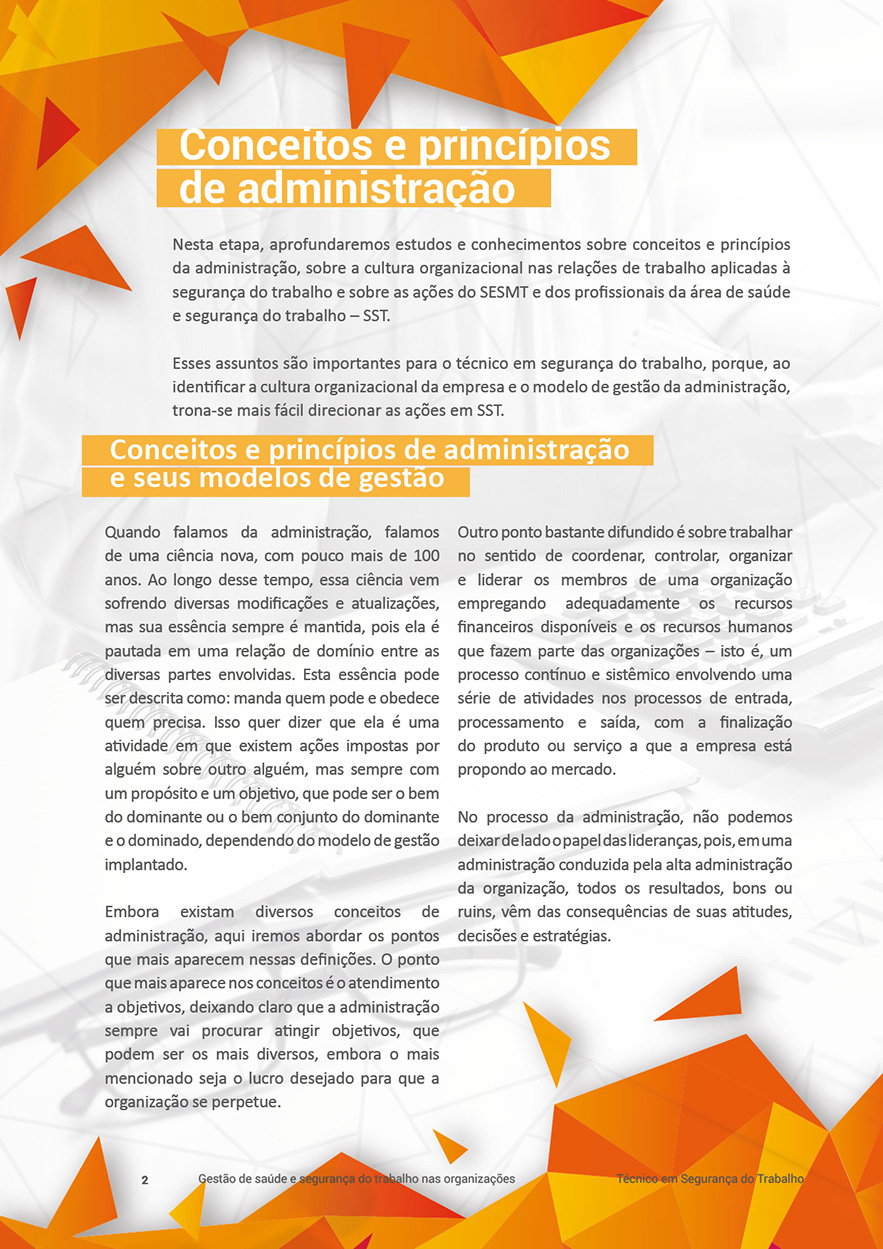 Conceitos e princípios
de administração
Nesta etapa, aprofundaremos estudos e conhecimentos sobre conceitos e princípios
da administração, sobre a cultura organizacional nas relações de trabalho aplicadas à
segurança do trabalho e sobre as ações do SESMT e dos profissionais da área de saúde
e segurança do trabalho – SST.
Esses assuntos são importantes para o técnico em segurança do trabalho, porque, ao
identificar a cultura organizacional da empresa e o modelo de gestão da administração,
trona-se mais fácil direcionar as ações em SST.
Conceitos e princípios de administração
e seus modelos de gestão
Quando falamos da administração, falamos
de uma ciência nova, com pouco mais de 100
anos. Ao longo desse tempo, essa ciência vem
sofrendo diversas modificações e atualizações,
mas sua essência sempre é mantida, pois ela é
pautada em uma relação de domínio entre as
diversas partes envolvidas. Esta essência pode
ser descrita como: manda quem pode e obedece
quem precisa. Isso quer dizer que ela é uma
atividade em que existem ações impostas por
alguém sobre outro alguém, mas sempre com
um propósito e um objetivo, que pode ser o bem
do dominante ou o bem conjunto do dominante
e o dominado, dependendo do modelo de gestão
implantado.
Embora existam diversos conceitos de
administração, aqui iremos abordar os pontos
que mais aparecem nessas definições. O ponto
que mais aparece nos conceitos é o atendimento
a objetivos, deixando claro que a administração
sempre vai procurar atingir objetivos, que
podem ser os mais diversos, embora o mais
mencionado seja o lucro desejado para que a
organização se perpetue.
Outro ponto bastante difundido é sobre trabalhar
no sentido de coordenar, controlar, organizar
e liderar os membros de uma organização
empregando adequadamente os recursos
financeiros disponíveis e os recursos humanos
que fazem parte das organizações – isto é, um
processo contínuo e sistêmico envolvendo uma
série de atividades nos processos de entrada,
processamento e saída, com a finalização
do produto ou serviço a que a empresa está
propondo ao mercado.
No processo da administração, não podemos
deixar de lado o papel das lideranças, pois, em uma
administração conduzida pela alta administração
da organização, todos os resultados, bons ou
ruins, vêm das consequências de suas atitudes,
decisões e estratégias.
2 Gestão de saúde e segurança do trabalho nas organizações Técnico em Segurança do Trabalho